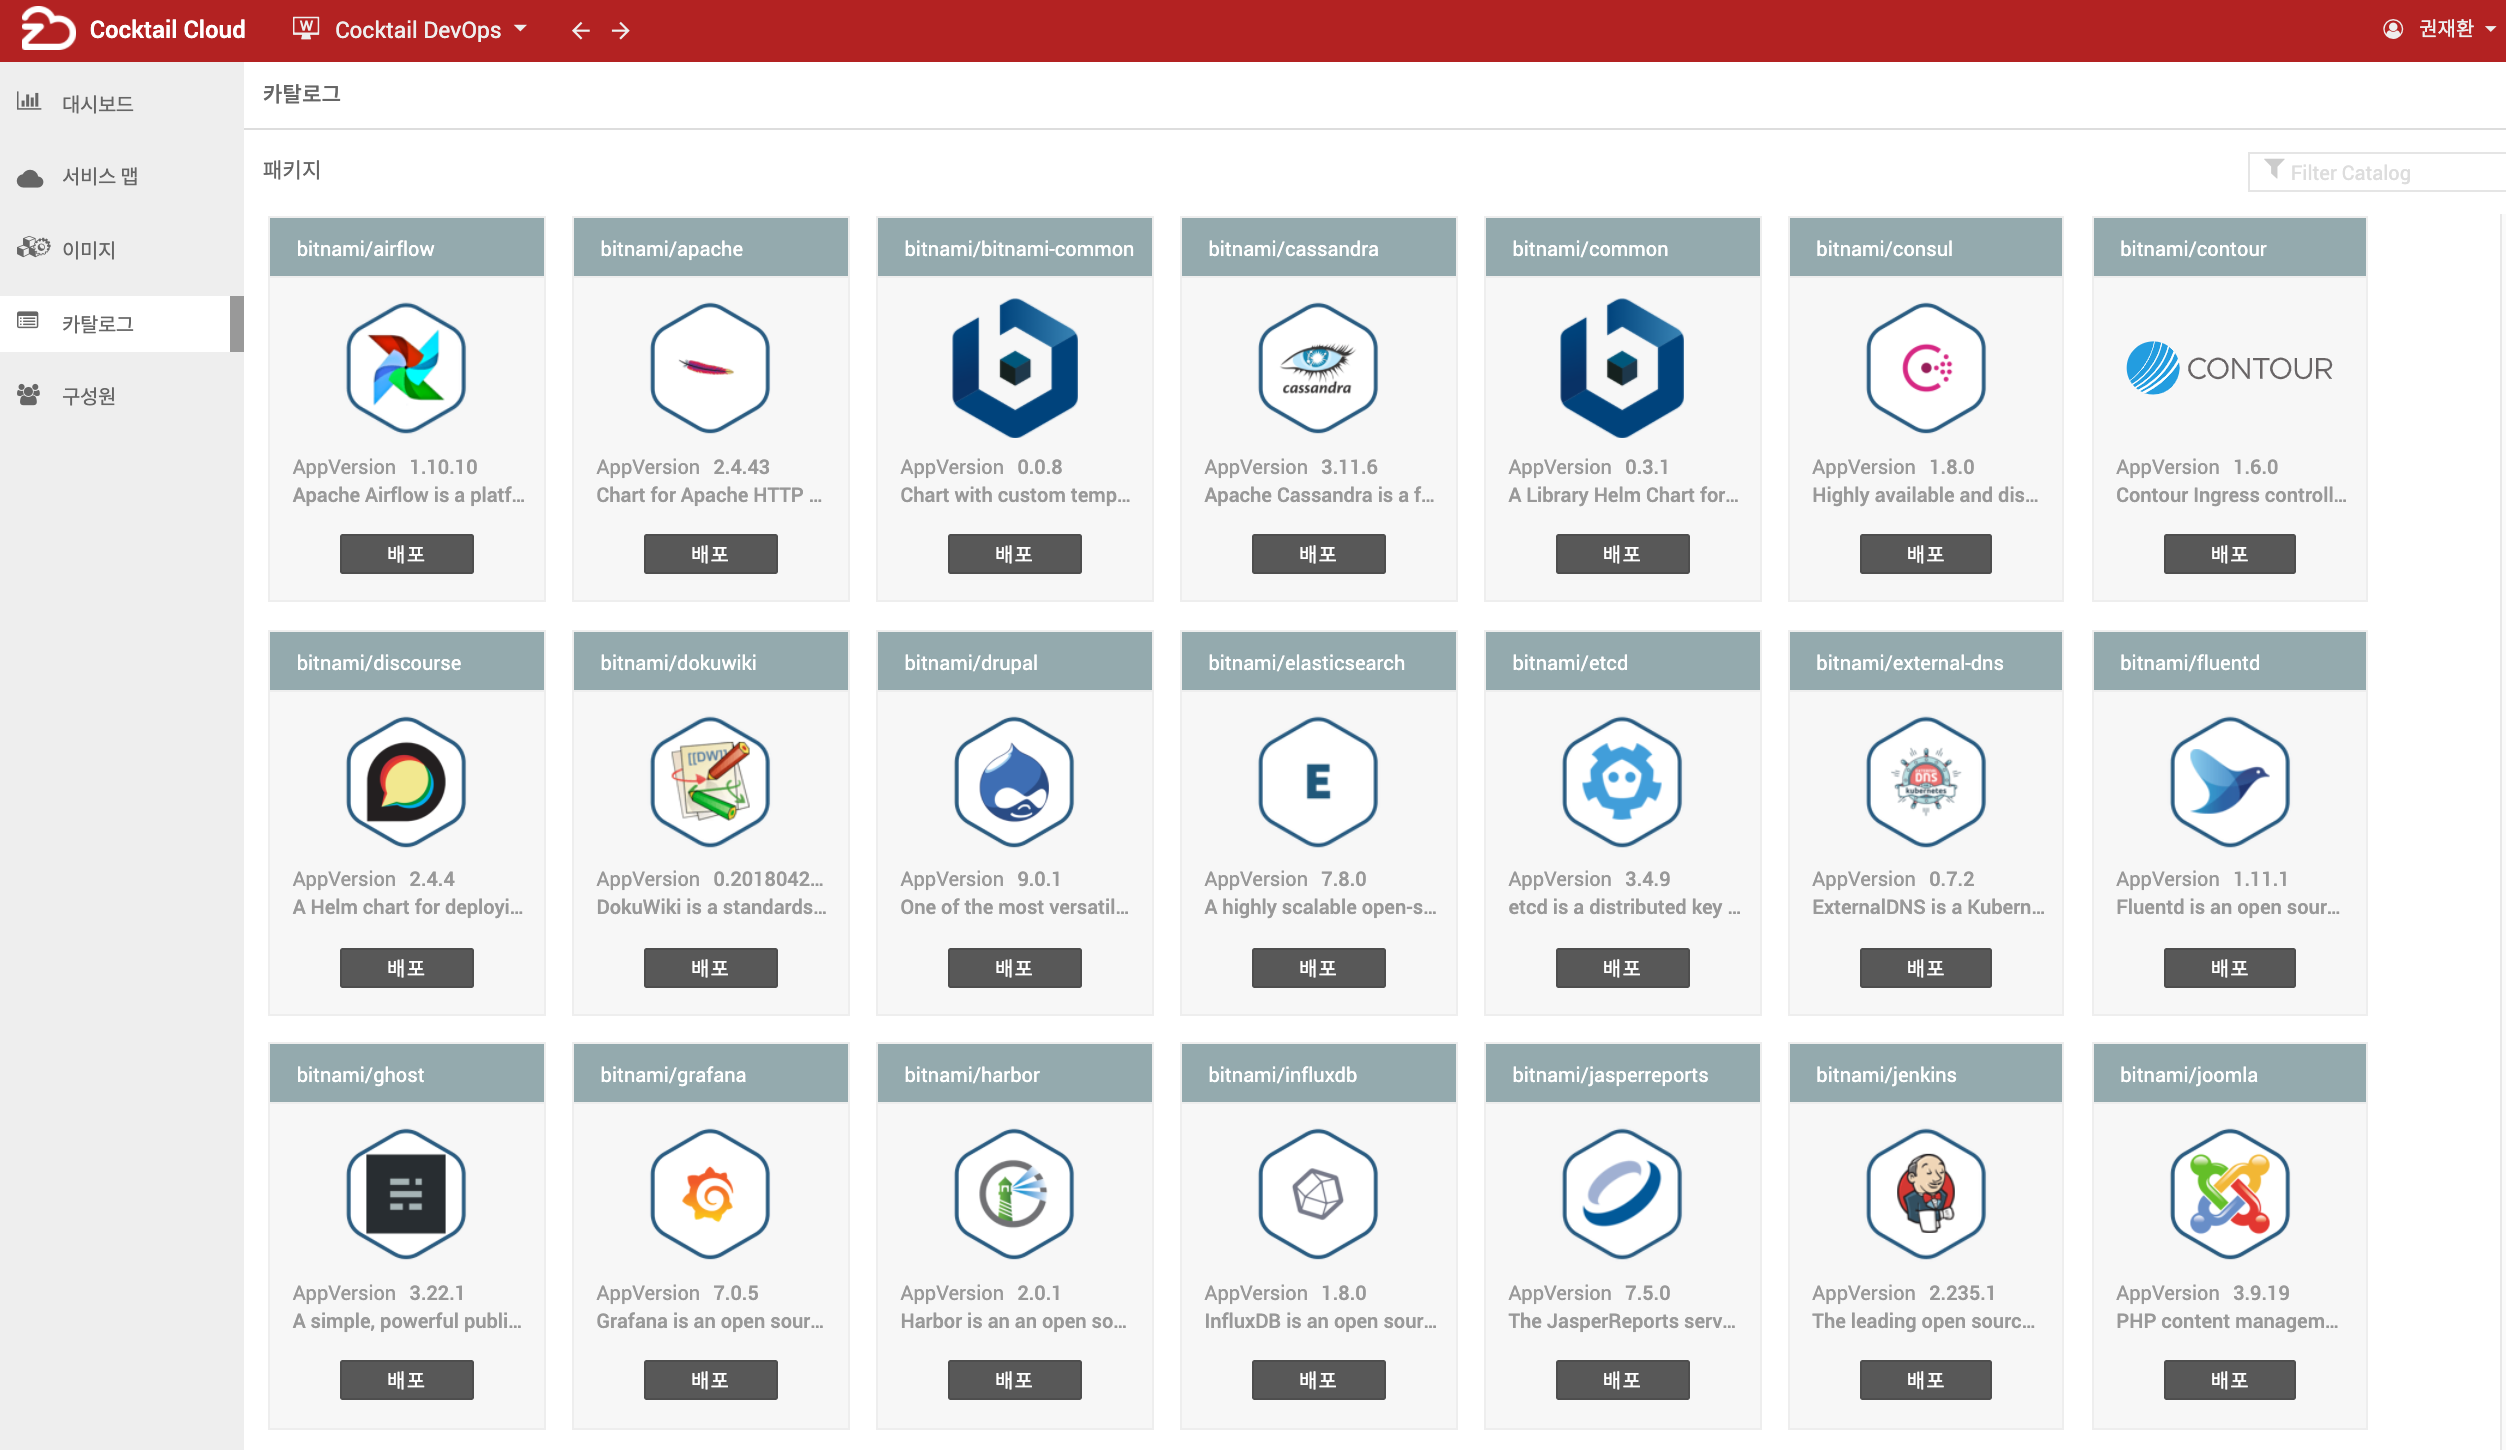 Cocktail Cloud
W
Cocktail DevOps
권재환
대시보드
서비스 맵
이미지
카탈로그
구성원
카탈로그
패키지
Filter Catalog
bitnami/airflow
AppVersion 1.10.10
Apache Airflow is a platf...
배포
bitnami/apache
AppVersion 2.4.43
Chart for Apache HTTP ...
배포
bitnami/bitnami-common
AppVersion 0.0.8
Chart with custom temp...
배포
bitnami/cassandra
cassandra
AppVersion 3.11.6
Apache Cassandra is a f...
배포
bitnami/common
AppVersion 0.3.1
A Library Helm Chart for...
배포
bitnami/consul
AppVersion 1.8.0
Highly available and dis...
배포
bitnami/contour
CONTOUR
AppVersion 1.6.0
Contour Ingress controll...
배포
bitnami/discourse
AppVersion 2.4.4
A Helm chart for deployi...
배포
bitnami/dokuwiki
[[DW]]
AppVersion 0.2018042...
DokuWiki is a standards...
배포
bitnami/drupal
AppVersion 9.0.1
One of the most versatil...
배포
bitnami/elasticsearch
E
AppVersion 7.8.0
A highly scalable open-s...
배포
bitnami/etcd
AppVersion 3.4.9
etcd is a distributed key ...
배포
bitnami/external-dns
DNS
kubernetes
AppVersion 0.7.2
ExternalDNS is a Kubern...
배포
bitnami/fluentd
AppVersion 1.11.1
Fluentd is an open sour...
배포
bitnami/ghost
AppVersion 3.22.1
A simple, powerful publi...
배포
bitnami/grafana
AppVersion 7.0.5
Grafana is an open sour...
배포
bitnami/harbor
AppVersion 2.0.1
Harbor is an an open so...
배포
bitnami/influxdb
AppVersion 1.8.0
InfluxDB is an open sour...
배포
bitnami/jasperreports
AppVersion 7.5.0
The JasperReports serv...
배포
bitnami/jenkins
AppVersion 2.235.1
The leading open sourc...
배포
bitnami/joomla
AppVersion 3.9.19
PHP content managem...
배포